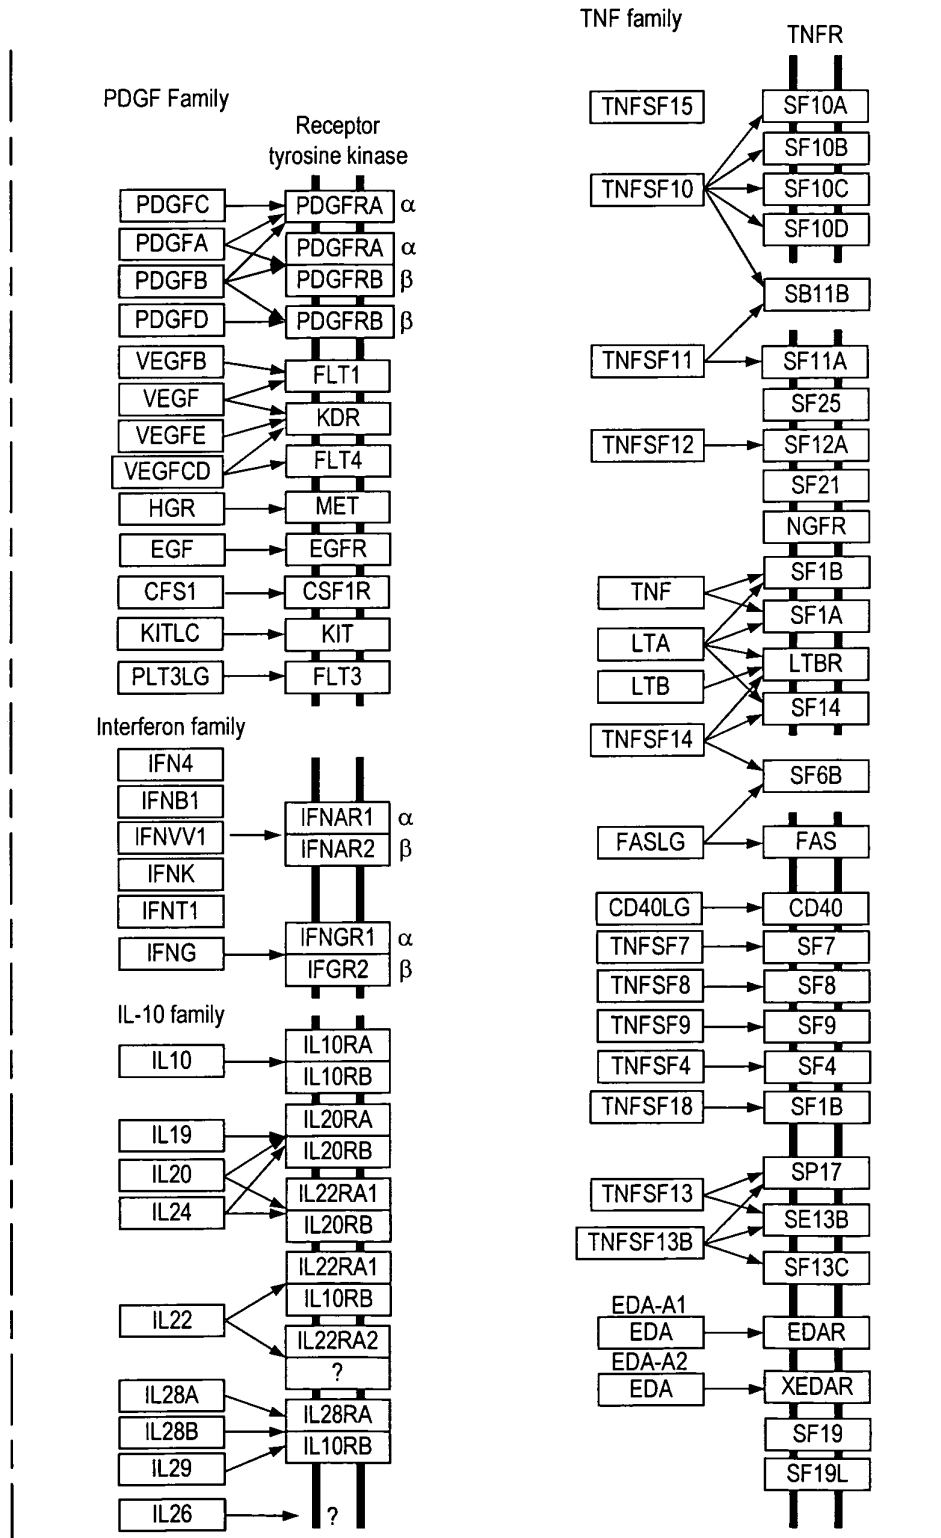 PDGF Family
Receptor
tyrosine kinase
PDGFC
PDGFRA α
PDGFA
PDGFRA α
PDGFB
PDGFRB β
PDGFD
PDGFRB β
VEGFB
FLT1
VEGF
KDR
VEGFE
VEGFCD
FLT4
HGR
MET
EGF
EGFR
CFS1
CSF1R
KITLC
KIT
PLT3LG
FLT3
Interferon family
IFN4
IFNB1
IFNVV1
IFNK
IFNT1
IFNAR1 α
IFNAR2 β
IFNG
IFNGR1 α
IFGR2 β
IL-10 family
IL10
IL10RA
IL10RB
IL19
IL20
IL24
IL20RA
IL20RB
IL22RA1
IL20RB
IL22
IL22RA1
IL10RB
IL22RA2
?
IL28A
IL28B
IL29
IL28RA
IL10RB
IL26
?
TNF family
TNFR
TNFSF15
SF10A
SF10B
TNFSF10
SF10C
SF10D
SB11B
TNFSF11
SF11A
SF25
TNFSF12
SF12A
SF21
NGFR
TNF
SF1B
SF1A
LTA
LTBR
LTB
SF14
TNFSF14
SF6B
FASLG
FAS
CD40LG
CD40
TNFSF7
SF7
TNFSF8
SF8
TNFSF9
SF9
TNFSF4
SF4
TNFSF18
SF1B
SP17
TNFSF13
SE13B
TNFSF13B
SF13C
EDA-A1
EDA
EDAR
EDA-A2
EDA
XEDAR
SF19
SF19L